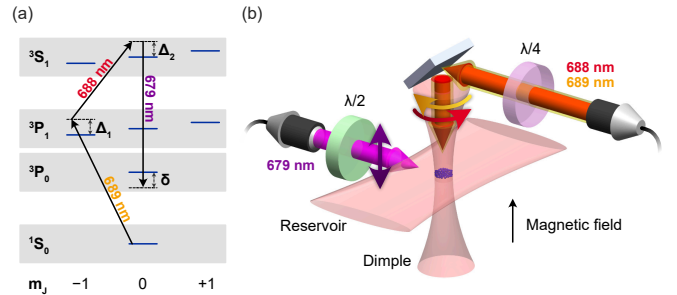 (a)
³S₁
Δ₂
688 nm
679 nm
³P₁
Δ₁
³P₀
δ
689 nm
¹S₀
m_J −1 0 +1
(b)
λ/4
688 nm
689 nm
λ/2
679 nm
Reservoir
Magnetic field
Dimple